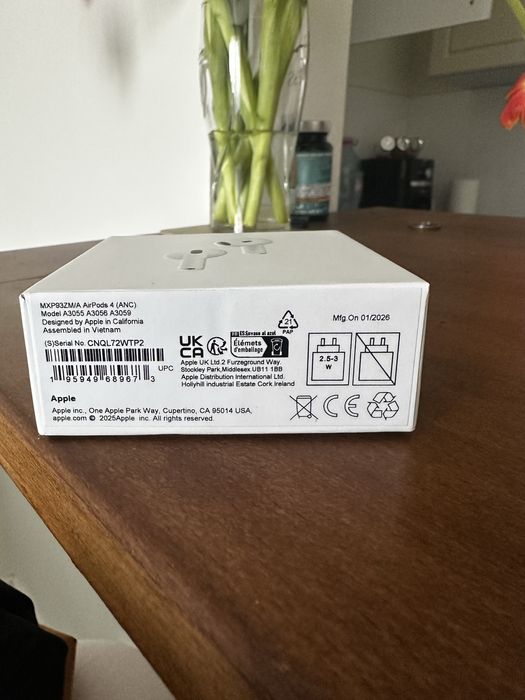 MXP93ZM/A AirPods 4 (ANC)
Model A3055 A3056 A3059
Designed by Apple in California
Assembled in Vietnam
(S)Serial No. CNQL72WTP2
UPC
1 95949 68967 3
Apple
Apple inc., One Apple Park Way, Cupertino, CA 95014 USA,
apple.com © 2025Apple inc. All rights reserved.
UK
CA
Élémets
d'emballage
Apple UK Ltd.2 Furzeground Way,
Stockley Park,Middlesex.UB11 1BB
Apple Distribution International Ltd.
Hollyhill industrial Estate Cork Ireland
21
PAP
Mfg.On 01/2026
2.5-3
W
CE